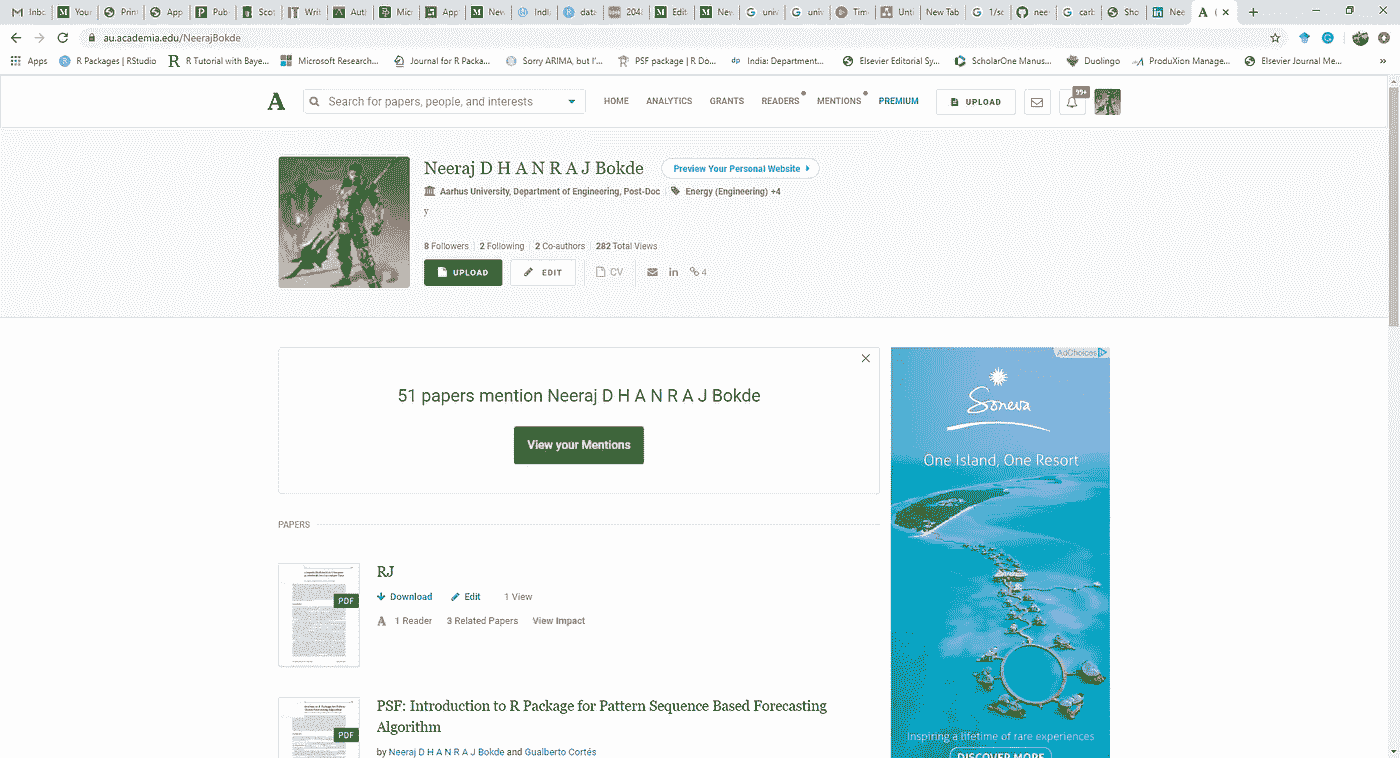 Inbo
You
Print
App
Pub
Scot
Writ
Aut
Micr
App
New
Indi
data
204
Edit
New
univ
univ
Tim
Unti
New Tab
1/sc
nee
carl
Sho
Nee
au.academia.edu/NeerajBokde
Apps
R Packages | RStudio
R Tutorial with Baye...
Microsoft Research...
Journal for R Packa...
Sorry ARIMA, but I'...
PSF package | R Do...
dp India: Department...
Elsevier Editorial Sy...
ScholarOne Manus...
Duolingo
ProduXion Manage...
Elsevier Journal Me...
»
A
Search for papers, people, and interests
HOME
ANALYTICS
GRANTS
READERS
MENTIONS
PREMIUM
UPLOAD
99+
Neeraj D H A N R A J Bokde
Preview Your Personal Website
Aarhus University, Department of Engineering, Post-Doc
Energy (Engineering) +4
y
8 Followers | 2 Following | 2 Co-authors | 282 Total Views
UPLOAD
EDIT
CV
in
4
51 papers mention Neeraj D H A N R A J Bokde
View your Mentions
AdChoices
Soneva
One Island, One Resort
Inspiring a lifetime of rare experiences
DISCOVER MORE
PAPERS
PDF
RJ
Download
Edit
1 View
A 1 Reader
3 Related Papers
View Impact
PDF
PSF: Introduction to R Package for Pattern Sequence Based Forecasting
Algorithm
by Neeraj D H A N R A J Bokde and Gualberto Cortés